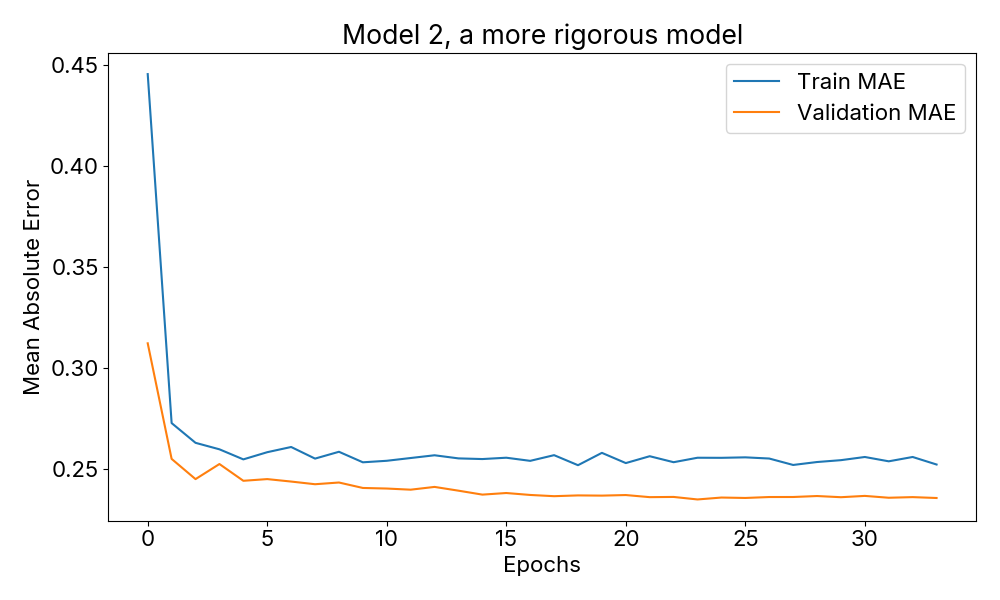 Model 2, a more rigorous model
Train MAE
Validation MAE
Mean Absolute Error
0.45
0.40
0.35
0.30
0.25
0 5 10 15 20 25 30
Epochs